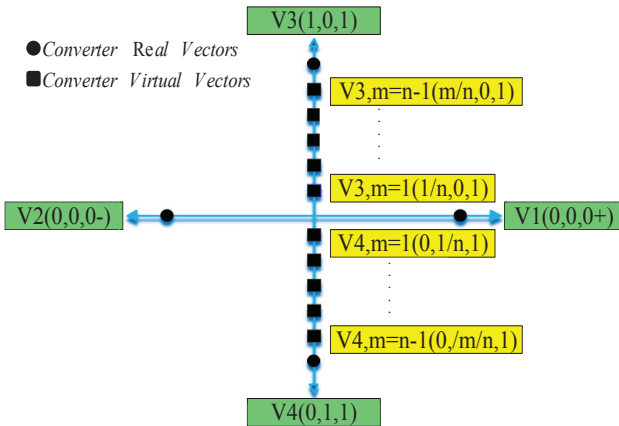 V3(1,0,1)
Converter Real Vectors
Converter Virtual Vectors
V3,m=n-1(m/n,0,1)
V3,m=1(1/n,0,1)
V2(0,0,0-)
V1(0,0,0+)
V4,m=1(0,1/n,1)
V4,m=n-1(0,/m/n,1)
V4(0,1,1)